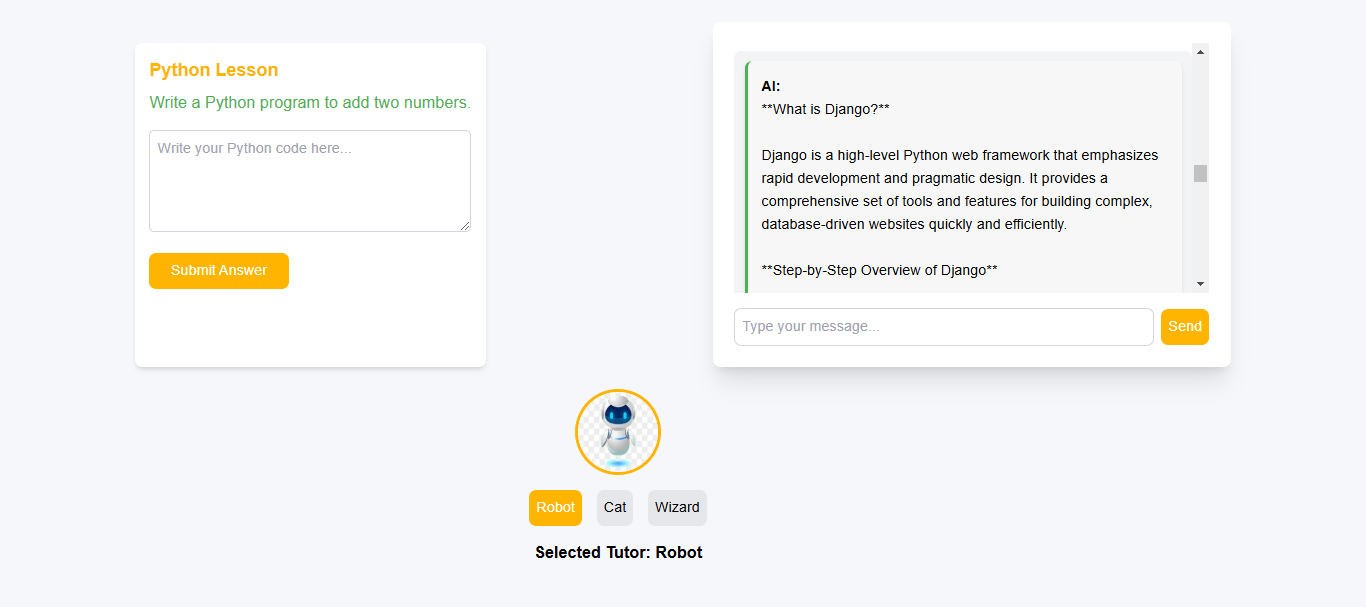 Python Lesson
Write a Python program to add two numbers.
Write your Python code here...
Submit Answer
AI:
**What is Django?**
Django is a high-level Python web framework that emphasizes
rapid development and pragmatic design. It provides a
comprehensive set of tools and features for building complex,
database-driven websites quickly and efficiently.
**Step-by-Step Overview of Django**
Type your message...
Send
Robot
Cat
Wizard
Selected Tutor: Robot